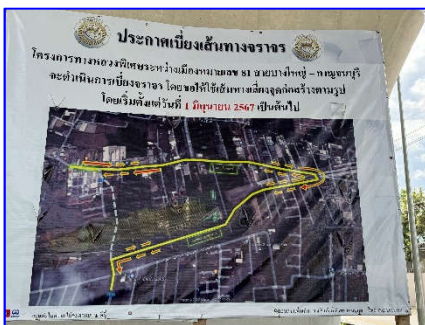 ประกาศเบี่ยงเส้นทางจราจร
โครงการทางหลวงพิเศษระหว่างเมืองหมายเลข 81 สายบางใหญ่ - กาญจนบุรี
จะดำเนินการเบี่ยงจราจร โดยขอให้ใช้เส้นทางเลี่ยงจุดก่อสร้างตามรูป
โดยเริ่มตั้งแต่วันที่ 1 มิถุนายน 2567 เป็นต้นไป